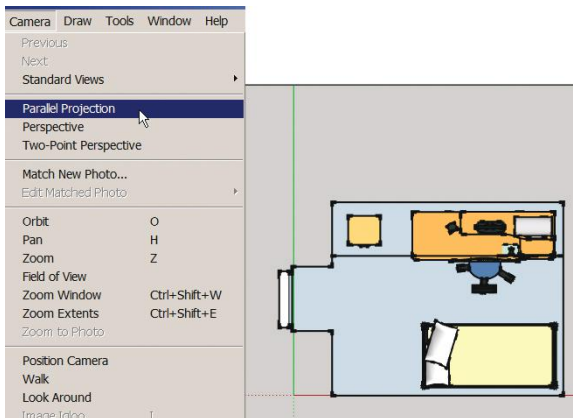 Camera Draw Tools Window Help
Previous
Next
Standard Views
Parallel Projection
Perspective
Two-Point Perspective
Match New Photo...
Edit Matched Photo
Orbit O
Pan H
Zoom Z
Field of View
Zoom Window Ctrl+Shift+W
Zoom Extents Ctrl+Shift+E
Zoom to Photo
Position Camera
Walk
Look Around
Image Igloo I